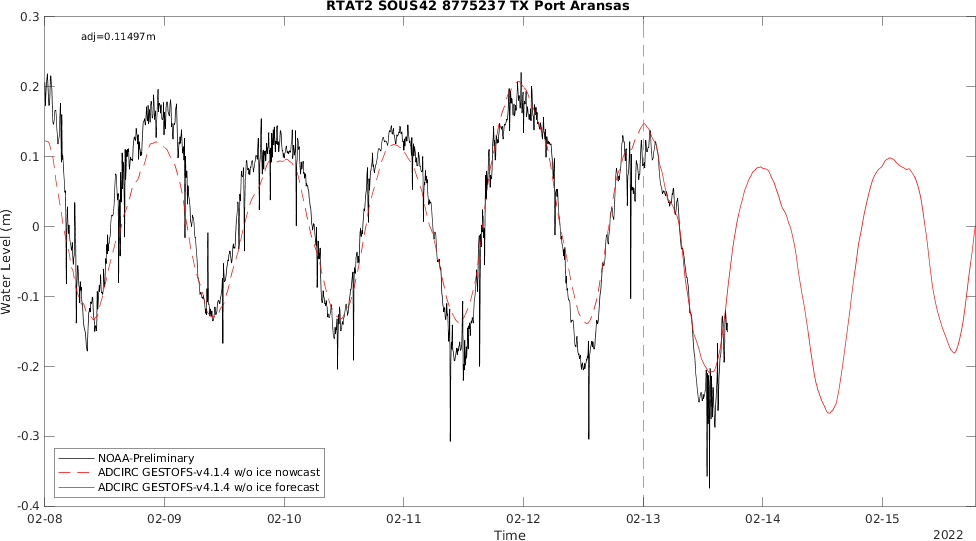 RTAT2 SOUS42 8775237 TX Port Aransas
adj=0.11497m
0.3
0.2
0.1
0
-0.1
-0.2
-0.3
-0.4
Water Level (m)
NOAA-Preliminary
ADCIRC GESTOFS-v4.1.4 w/o ice nowcast
ADCIRC GESTOFS-v4.1.4 w/o ice forecast
02-08 02-09 02-10 02-11 02-12 02-13 02-14 02-15
Time
2022